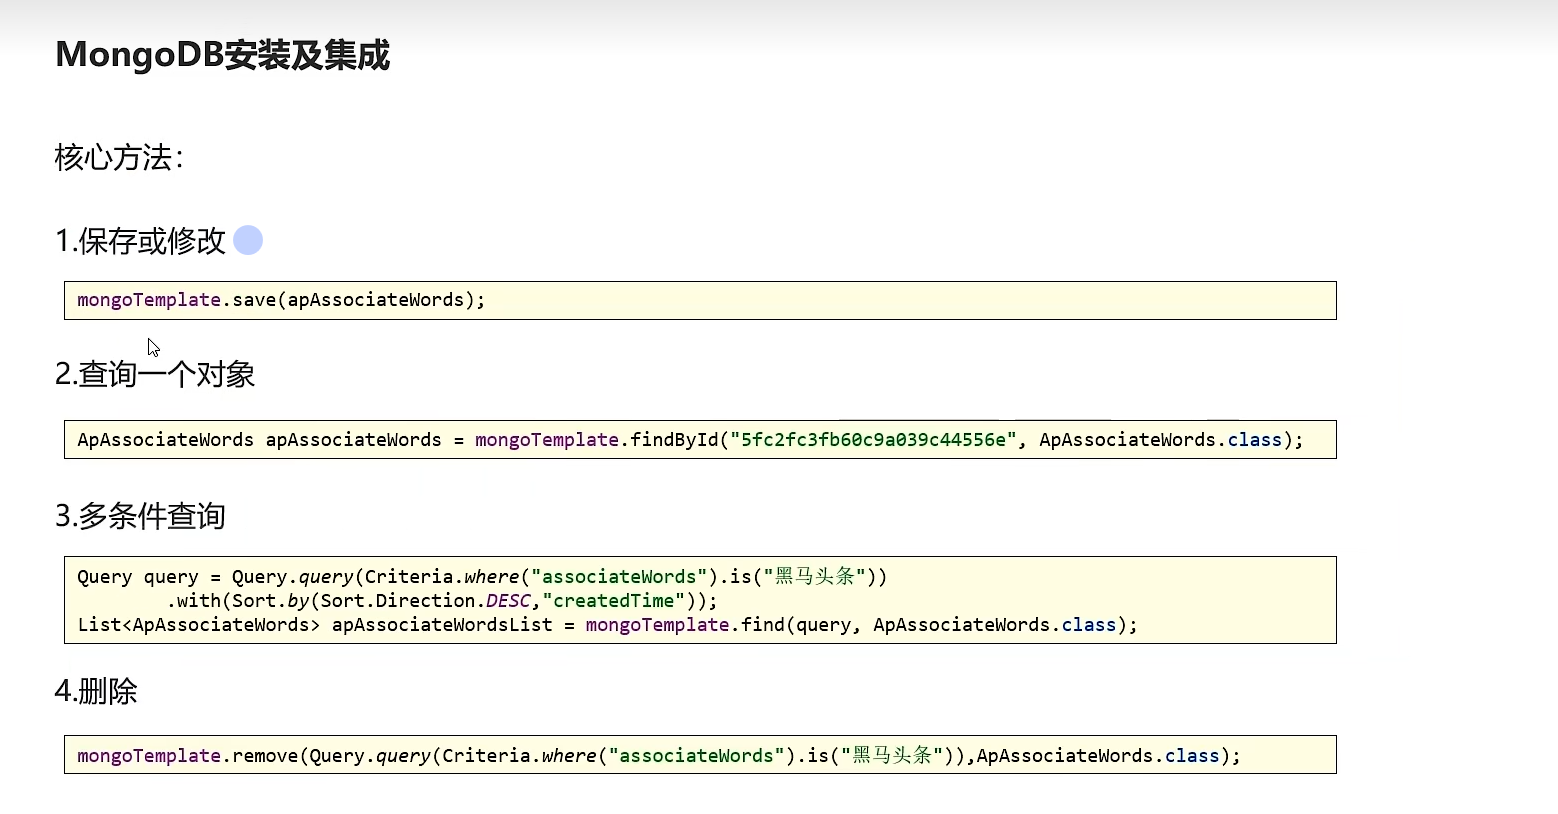 MongoDB安装及集成
核心方法：
1.保存或修改
mongoTemplate.save(apAssociateWords);
2.查询一个对象
ApAssociateWords apAssociateWords = mongoTemplate.findById("5fc2fc3fb60c9a039c44556e", ApAssociateWords.class);
3.多条件查询
Query query = Query.query(Criteria.where("associateWords").is("黑马头条"))
.with(Sort.by(Sort.Direction.DESC,"createdTime"));
List<ApAssociateWords> apAssociateWordsList = mongoTemplate.find(query, ApAssociateWords.class);
4.删除
mongoTemplate.remove(Query.query(Criteria.where("associateWords").is("黑马头条")),ApAssociateWords.class);